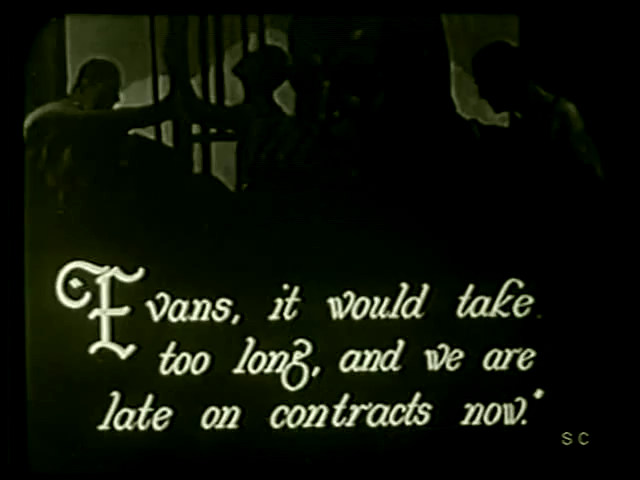 Evans, it would take
too long, and we are
late on contracts now."
SC